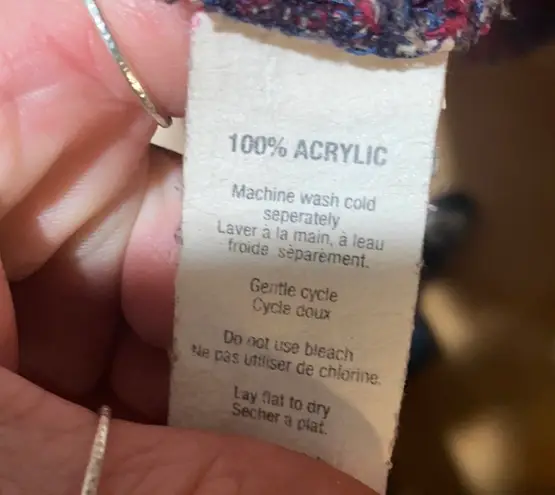 100% ACRYLIC
Machine wash cold
seperately
Laver à la main, à leau
froide sèparèment.
Gentle cycle
Cycle doux
Do not use bleach
Ne pas utiliser de chlorine.
Lay flat to dry
Secher a plat.